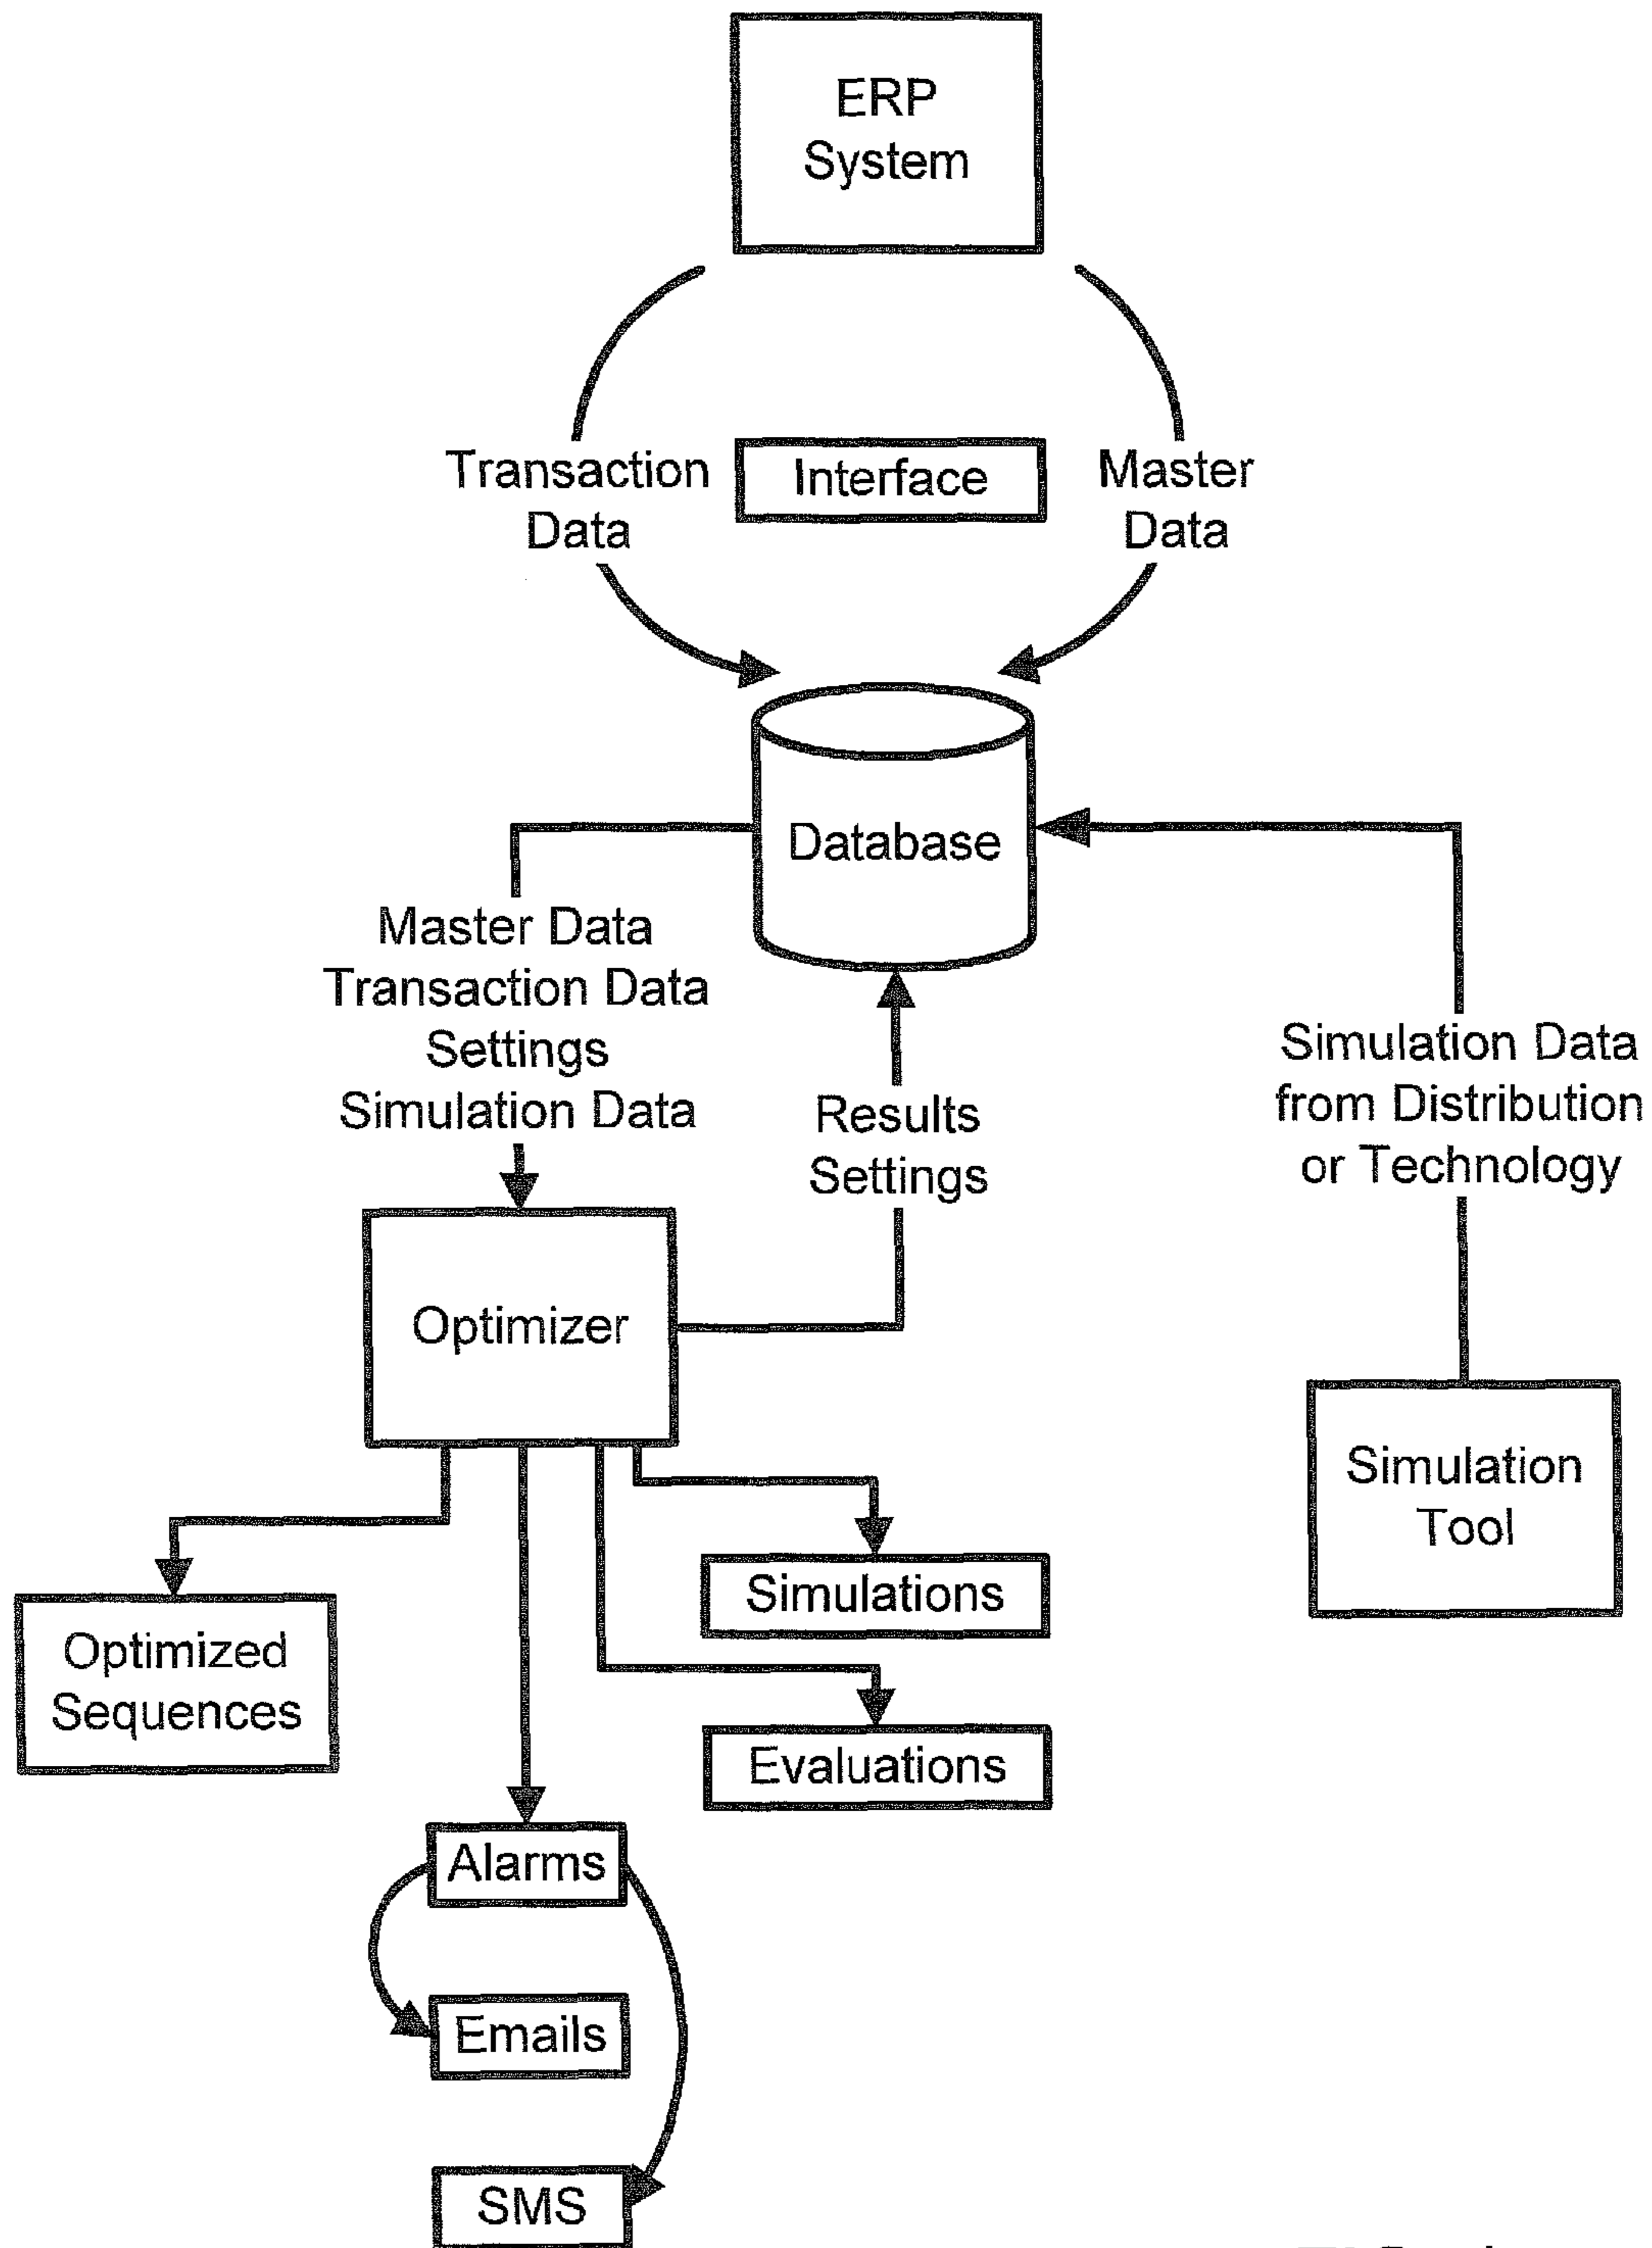 ERP
System
Transaction
Data
Interface
Master
Data
Database
Master Data
Transaction Data
Settings
Simulation Data
Results
Settings
Simulation Data
from Distribution
or Technology
Optimizer
Simulation
Tool
Simulations
Optimized
Sequences
Evaluations
Alarms
Emails
SMS